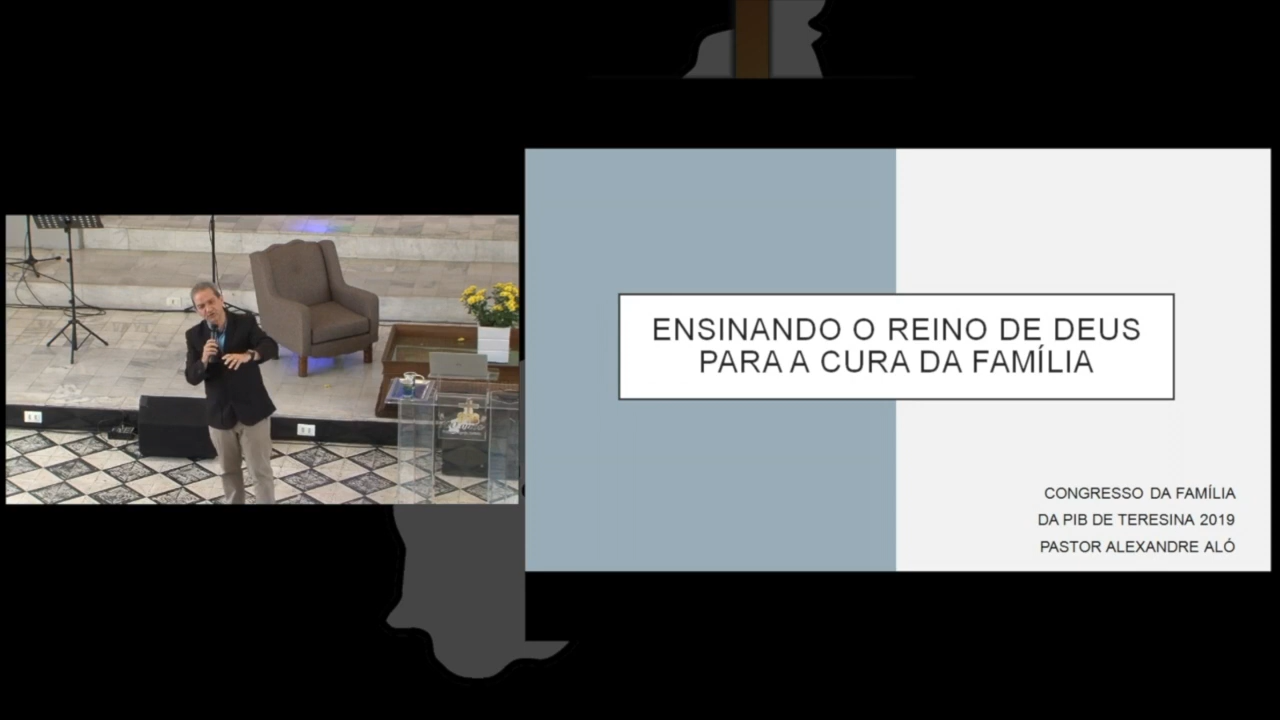 ENSINANDO O REINO DE DEUS
PARA A CURA DA FAMÍLIA
CONGRESSO DA FAMÍLIA
DA PIB DE TERESINA 2019
PASTOR ALEXANDRE ALÓ